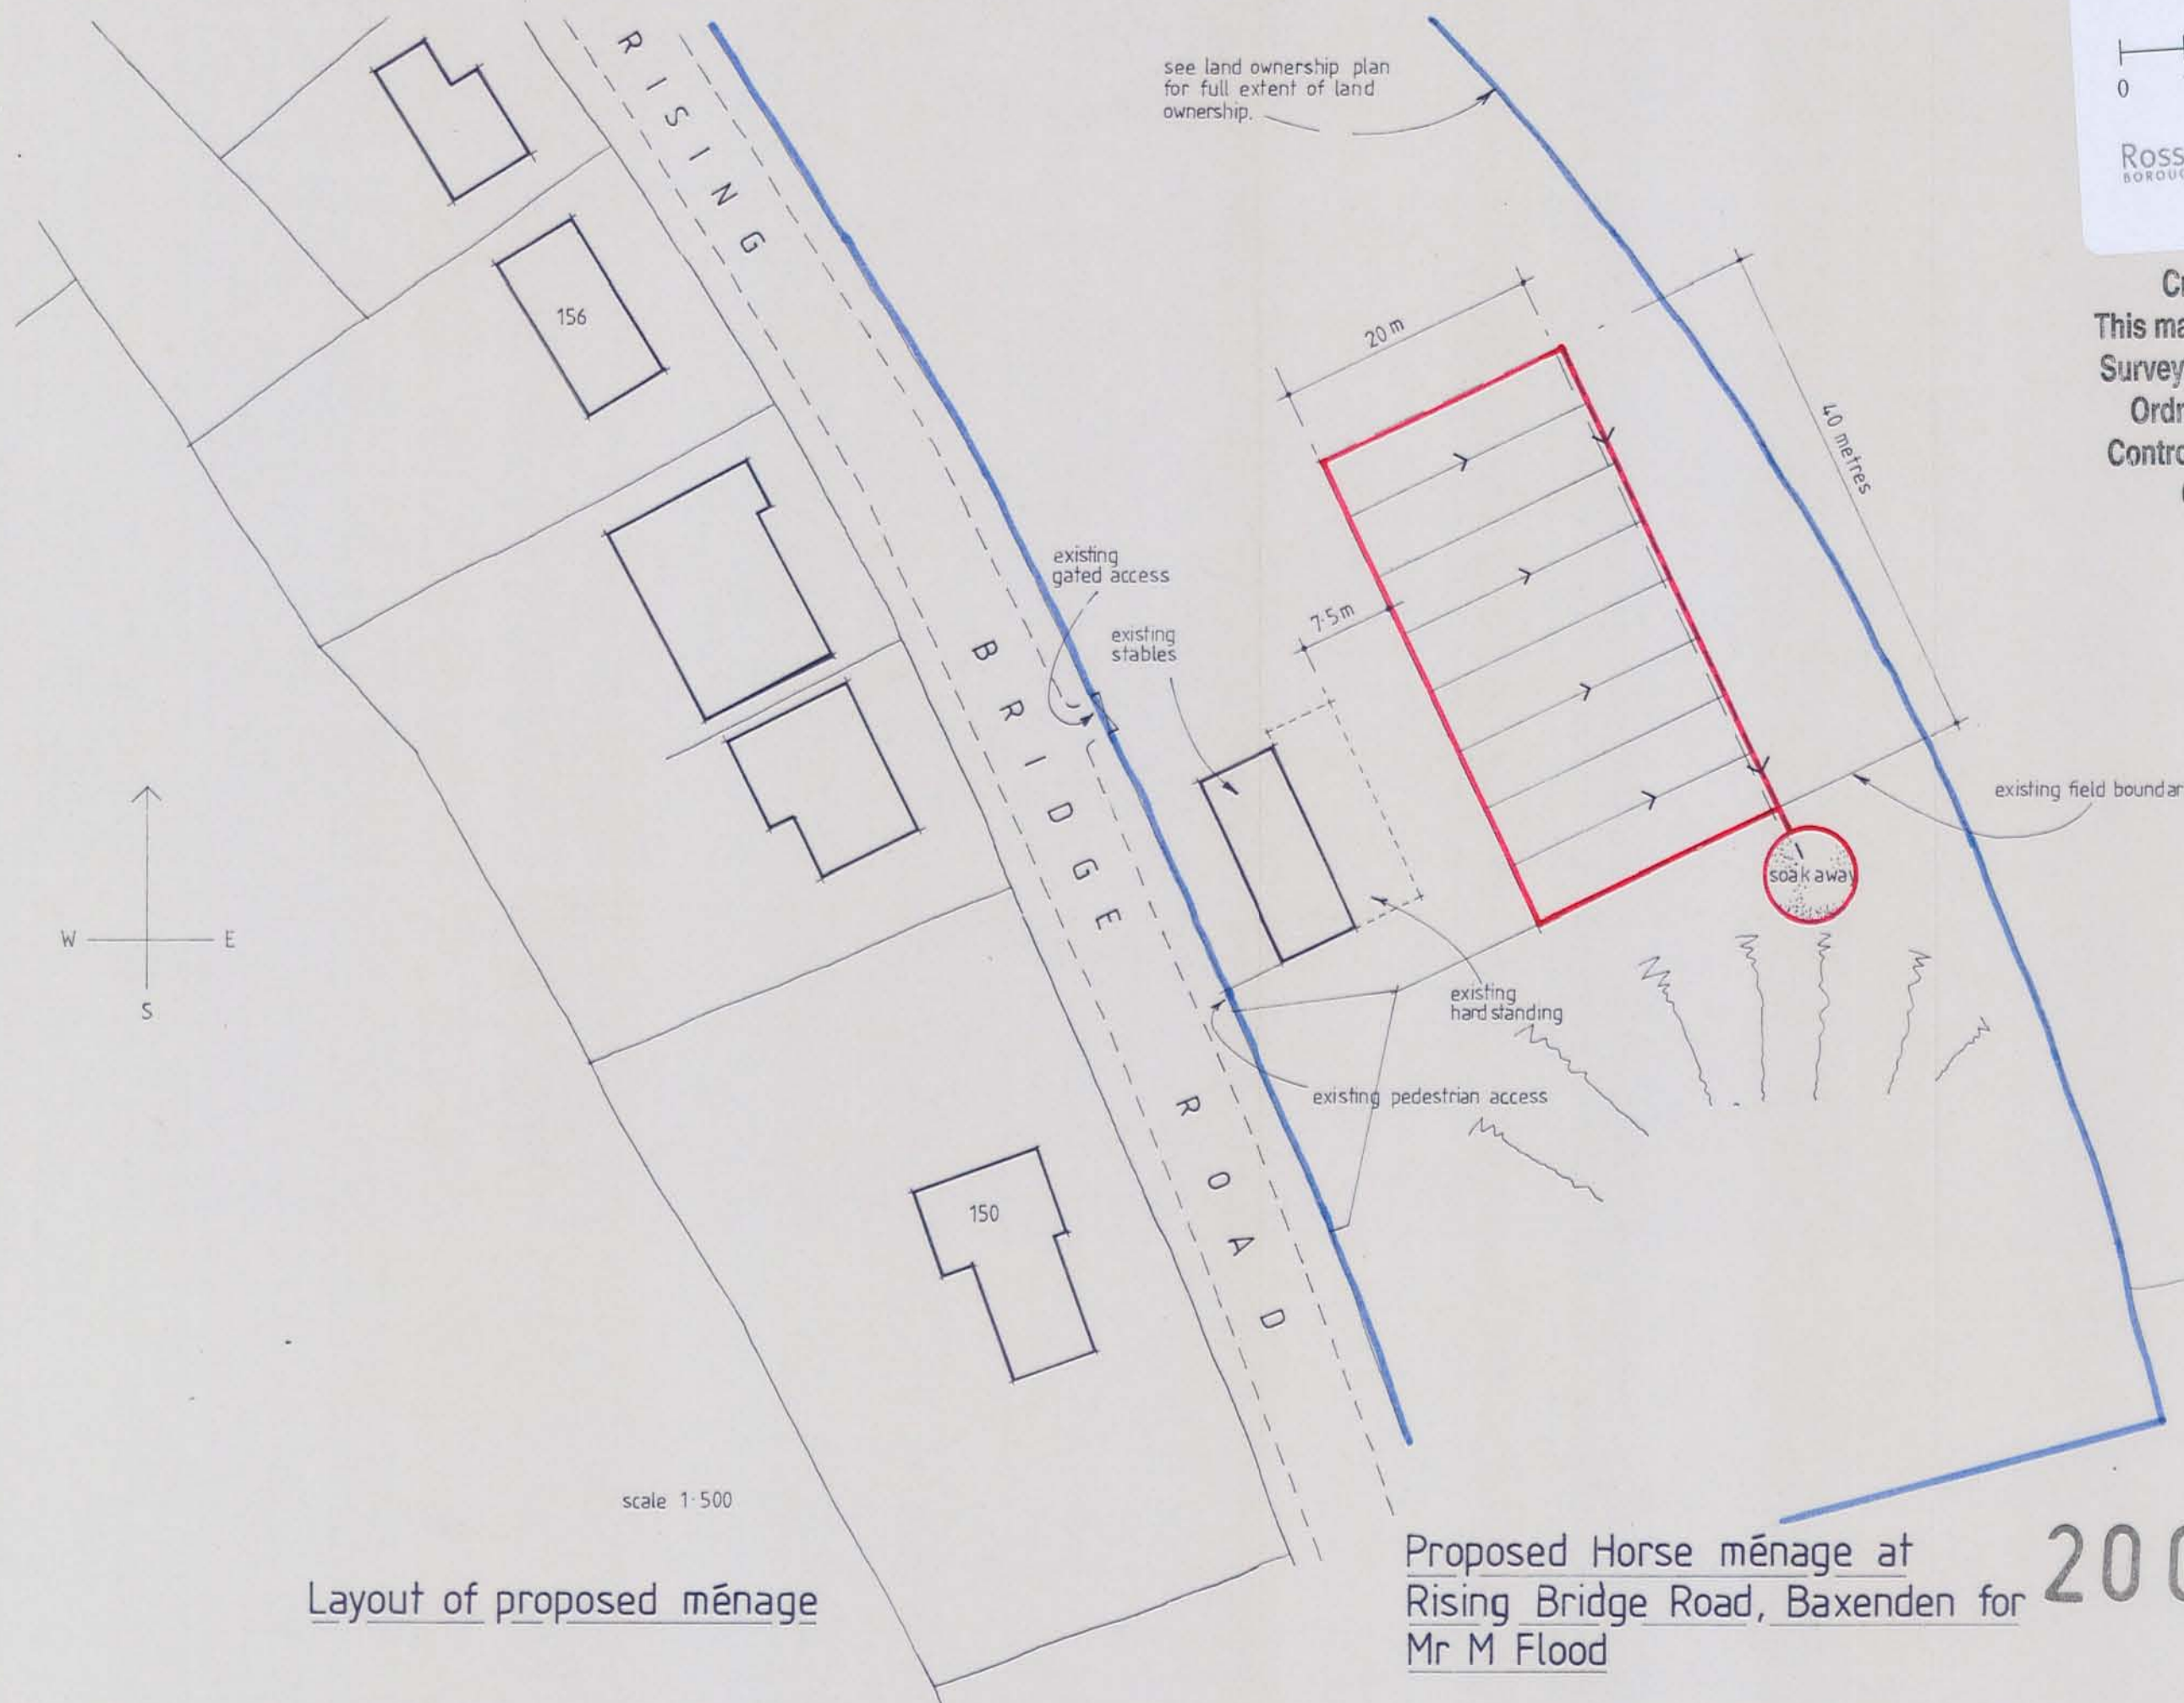 RISING BRIDGE ROAD
see land ownership plan
for full extent of land
ownership.
0
20 m
40 metres
156
existing
gated access
existing
stables
7·5m
existing field boundar
soakaway
W
E
S
existing
hard standing
existing pedestrian access
150
scale 1·500
Layout of proposed ménage
Proposed Horse ménage at
Rising Bridge Road, Baxenden for
Mr M Flood
200
Ross
BOROUG
This ma
Survey
Ordn
Contro